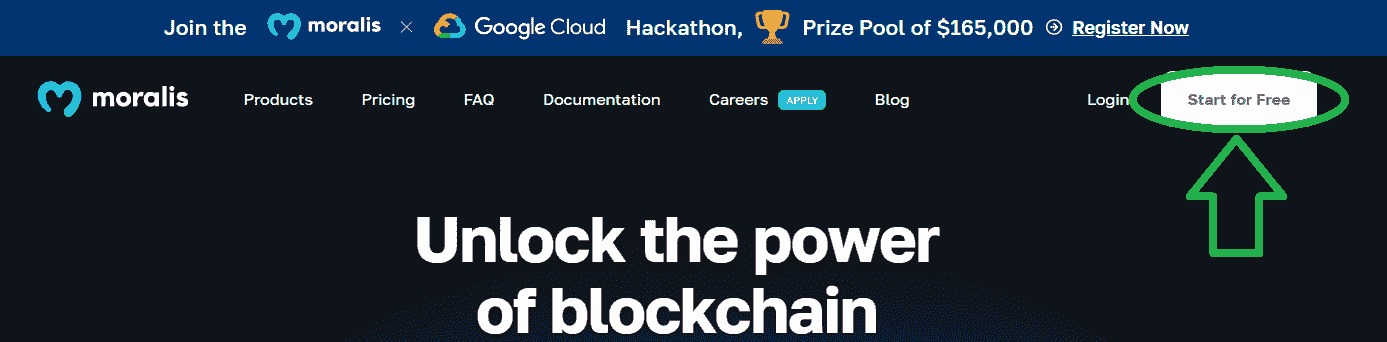 Join the moralis × Google Cloud Hackathon, Prize Pool of $165,000 Register Now
moralis Products Pricing FAQ Documentation Careers APPLY Blog Login Start for Free
Unlock the power
of blockchain